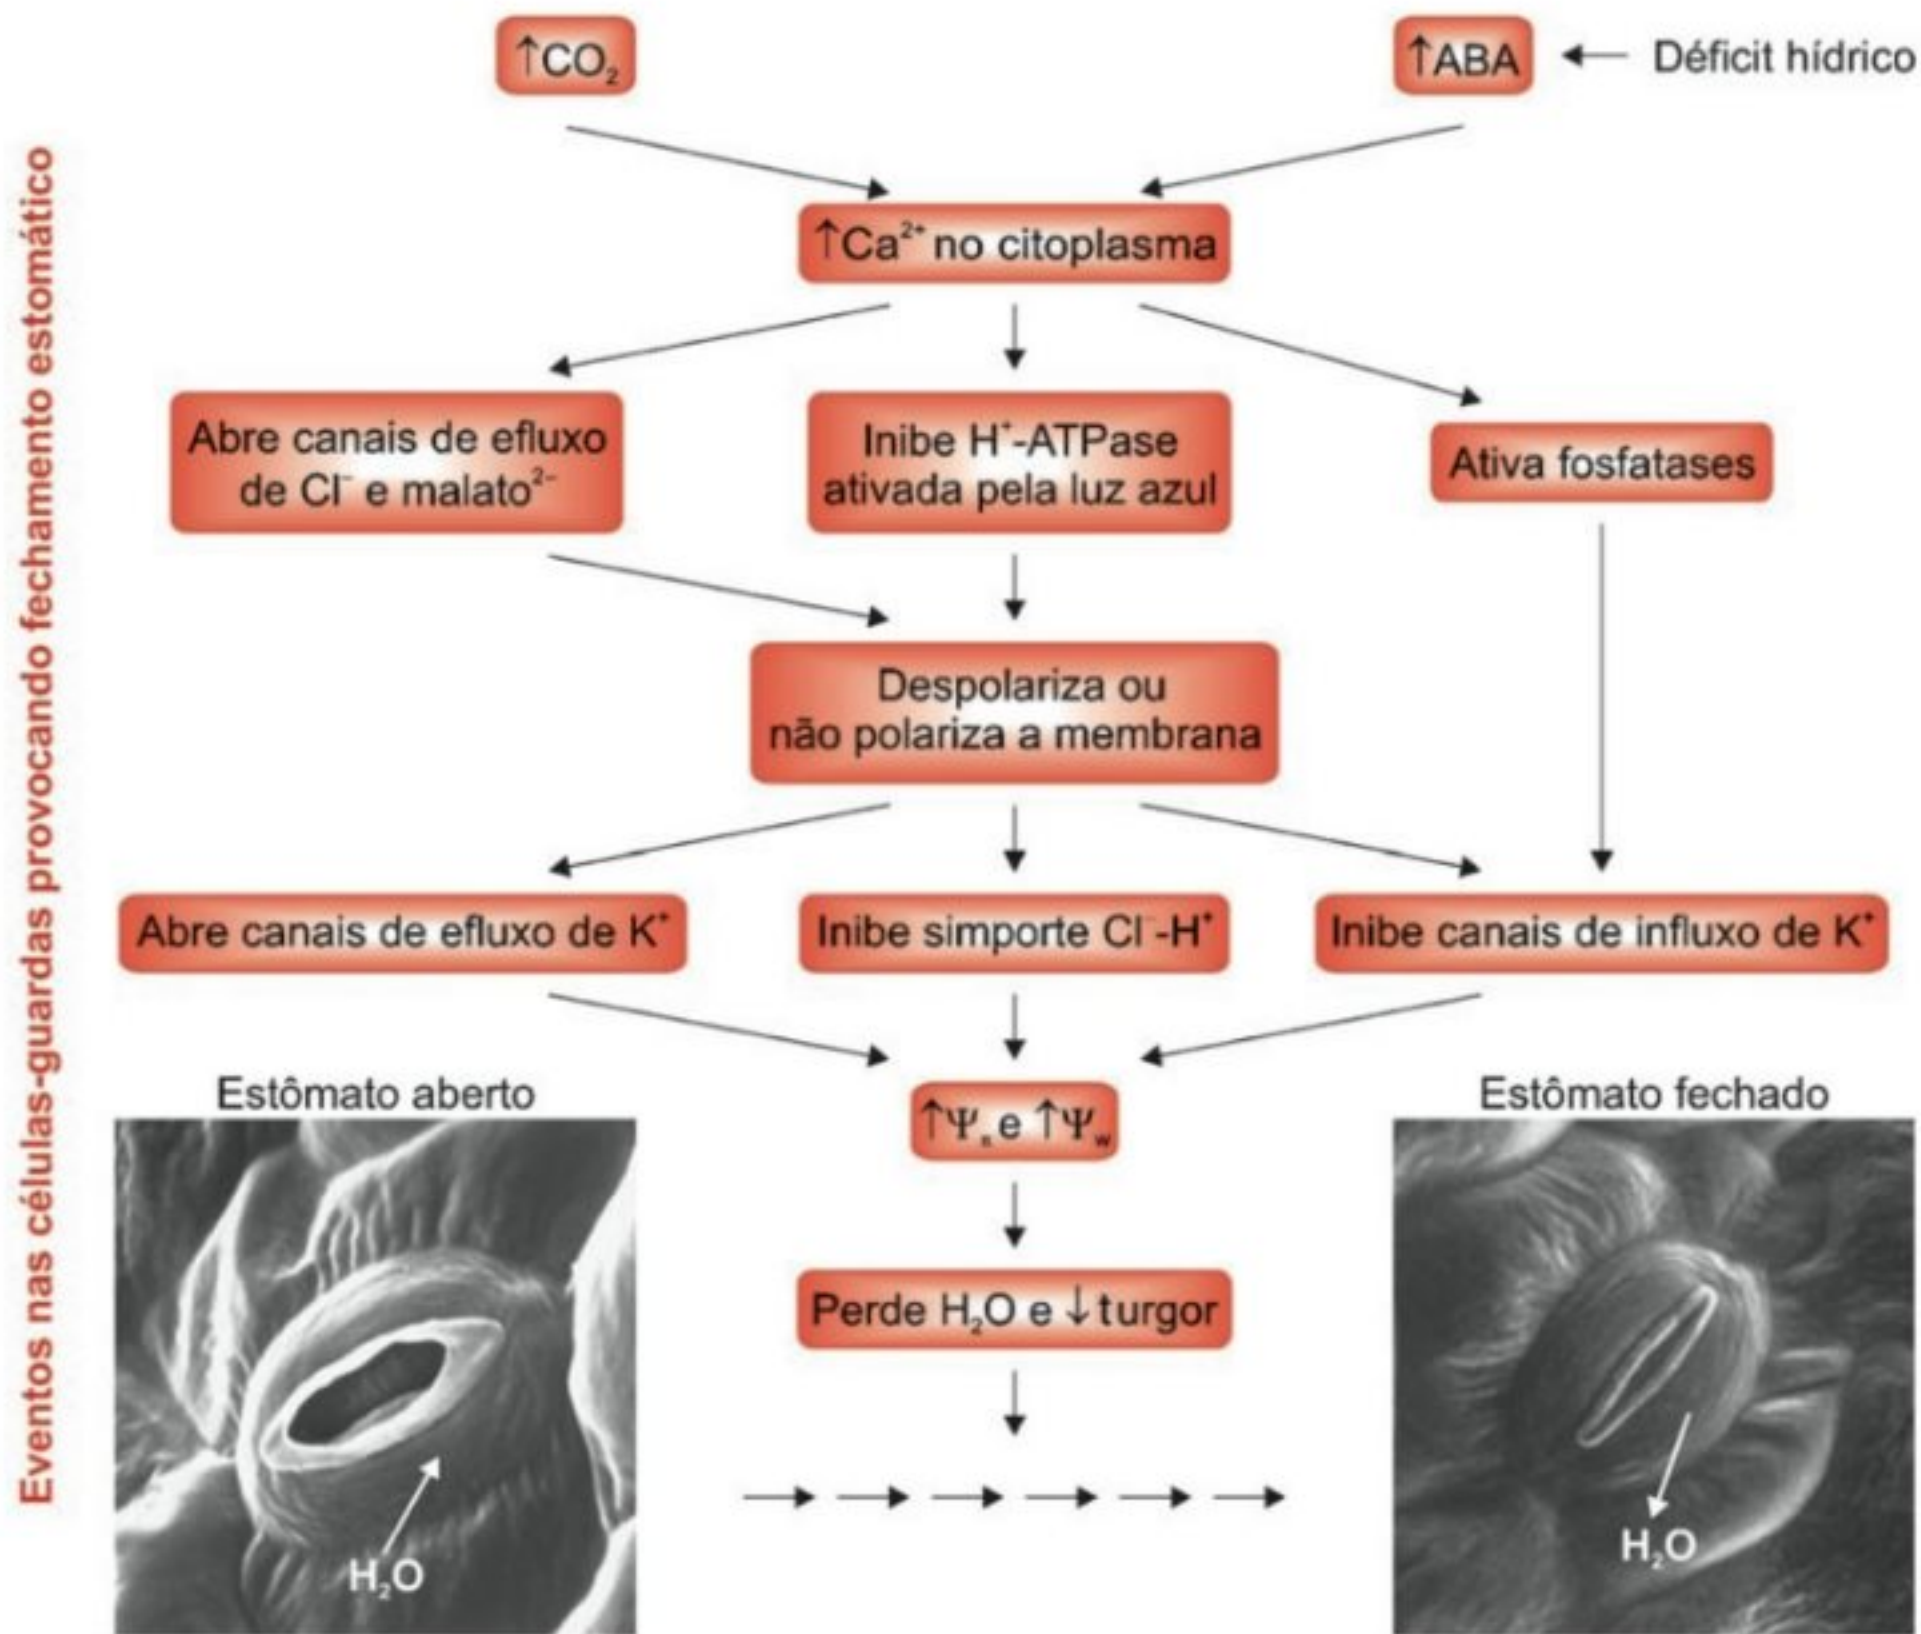 ↑CO₂
↑ABA ← Déficit hídrico
Eventos nas células-guardas provocando fechamento estomático
↑Ca²⁺ no citoplasma
Abre canais de efluxo
de Cl⁻ e malato²⁻
Inibe H⁺-ATPase
ativada pela luz azul
Ativa fosfatases
Despolariza ou
não polariza a membrana
Abre canais de efluxo de K⁺
Inibe simporte Cl⁻-H⁺
Inibe canais de influxo de K⁺
↑Ψₛ e ↑Ψw
Perde H₂O e ↓turgor
Estômato aberto
H₂O
Estômato fechado
H₂O